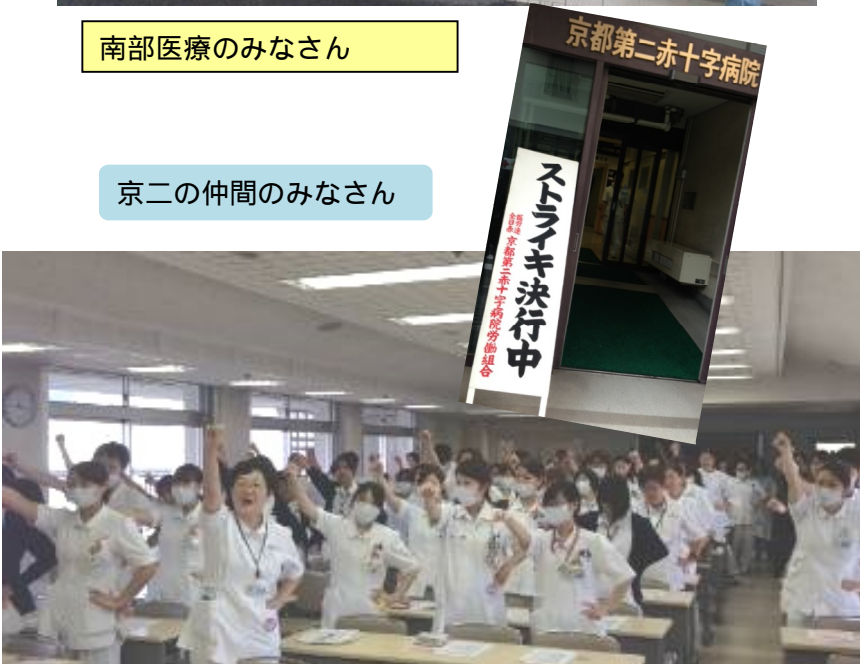 南部医療のみなさん
京都第二赤十字病院
京二の仲間のみなさん
ストライキ決行中
全日赤
京都第二赤十字病院労働組合